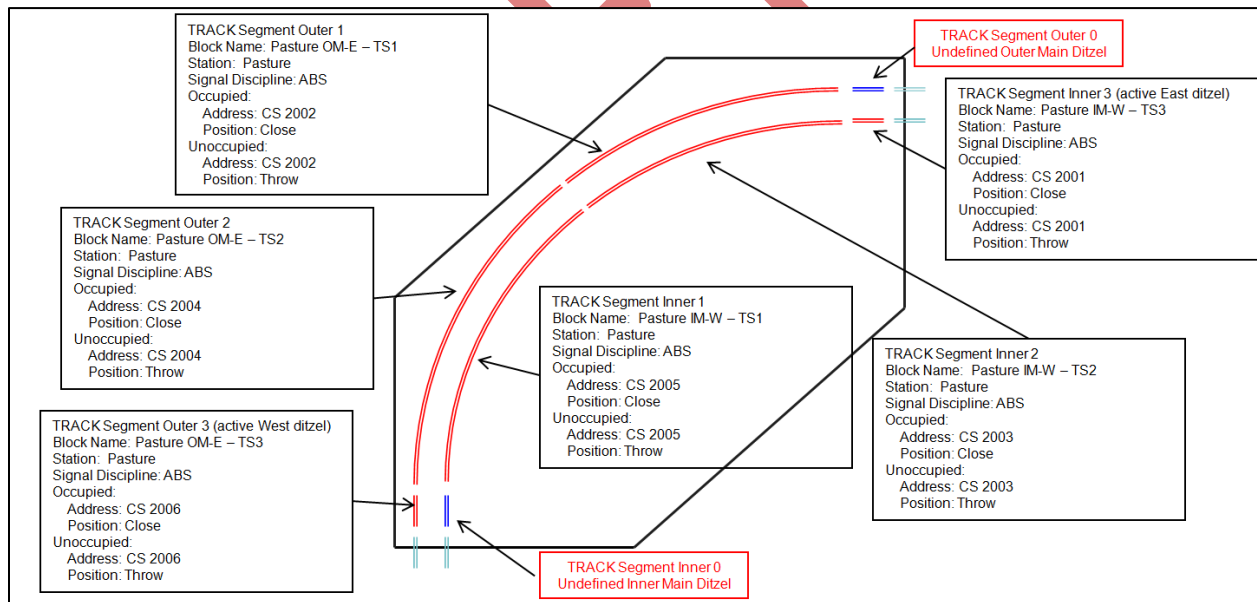 TRACK Segment Outer 1
Block Name: Pasture OM-E – TS1
Station: Pasture
Signal Discipline: ABS
Occupied:
Address: CS 2002
Position: Close
Unoccupied:
Address: CS 2002
Position: Throw
TRACK Segment Outer 0
Undefined Outer Main Ditzel
TRACK Segment Inner 3 (active East ditzel)
Block Name: Pasture IM-W – TS3
Station: Pasture
Signal Discipline: ABS
Occupied:
Address: CS 2001
Position: Close
Unoccupied:
Address: CS 2001
Position: Throw
TRACK Segment Outer 2
Block Name: Pasture OM-E – TS2
Station: Pasture
Signal Discipline: ABS
Occupied:
Address: CS 2004
Position: Close
Unoccupied:
Address: CS 2004
Position: Throw
TRACK Segment Inner 1
Block Name: Pasture IM-W – TS1
Station: Pasture
Signal Discipline: ABS
Occupied:
Address: CS 2005
Position: Close
Unoccupied:
Address: CS 2005
Position: Throw
TRACK Segment Inner 2
Block Name: Pasture IM-W – TS2
Station: Pasture
Signal Discipline: ABS
Occupied:
Address: CS 2003
Position: Close
Unoccupied:
Address: CS 2003
Position: Throw
TRACK Segment Outer 3 (active West ditzel)
Block Name: Pasture OM-E – TS3
Station: Pasture
Signal Discipline: ABS
Occupied:
Address: CS 2006
Position: Close
Unoccupied:
Address: CS 2006
Position: Throw
TRACK Segment Inner 0
Undefined Inner Main Ditzel